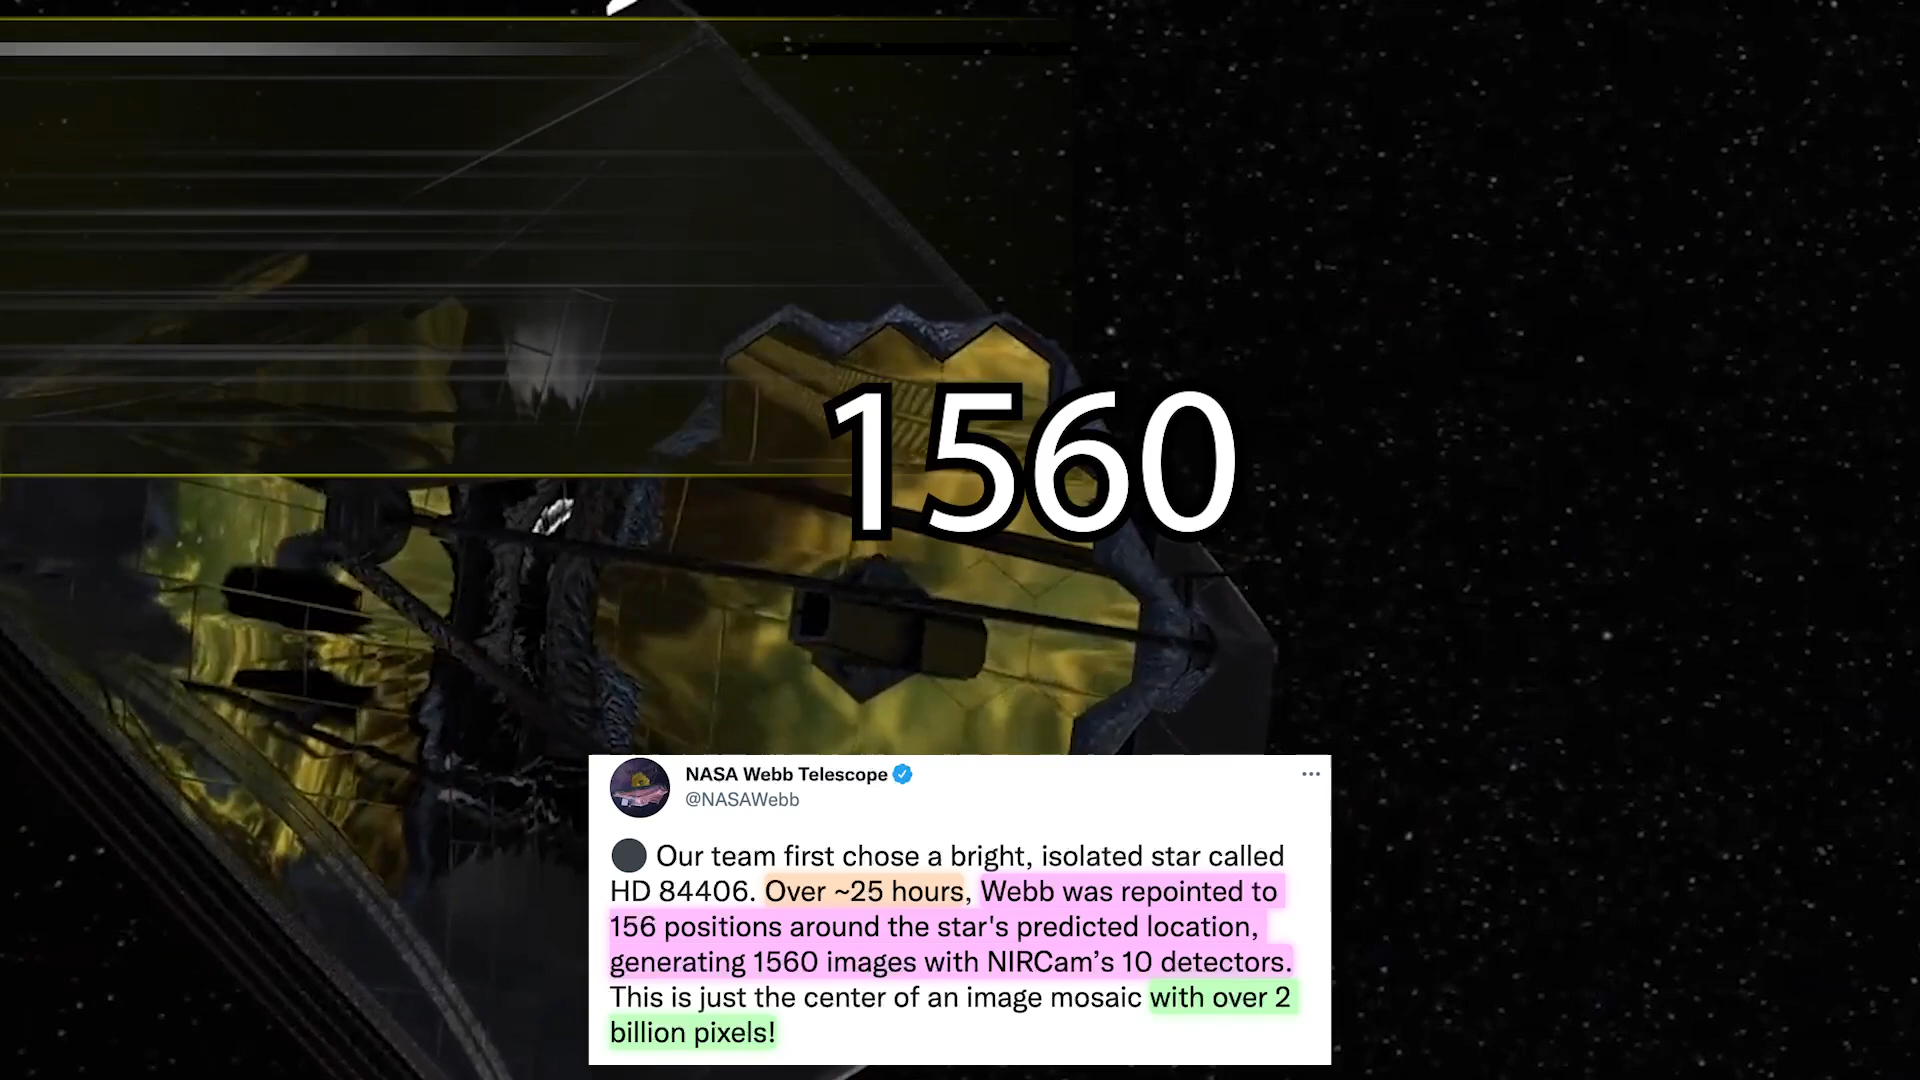 1560
NASA Webb Telescope
@NASAWebb
Our team first chose a bright, isolated star called
HD 84406. Over ~25 hours, Webb was repointed to
156 positions around the star's predicted location,
generating 1560 images with NIRCam’s 10 detectors.
This is just the center of an image mosaic with over 2
billion pixels!